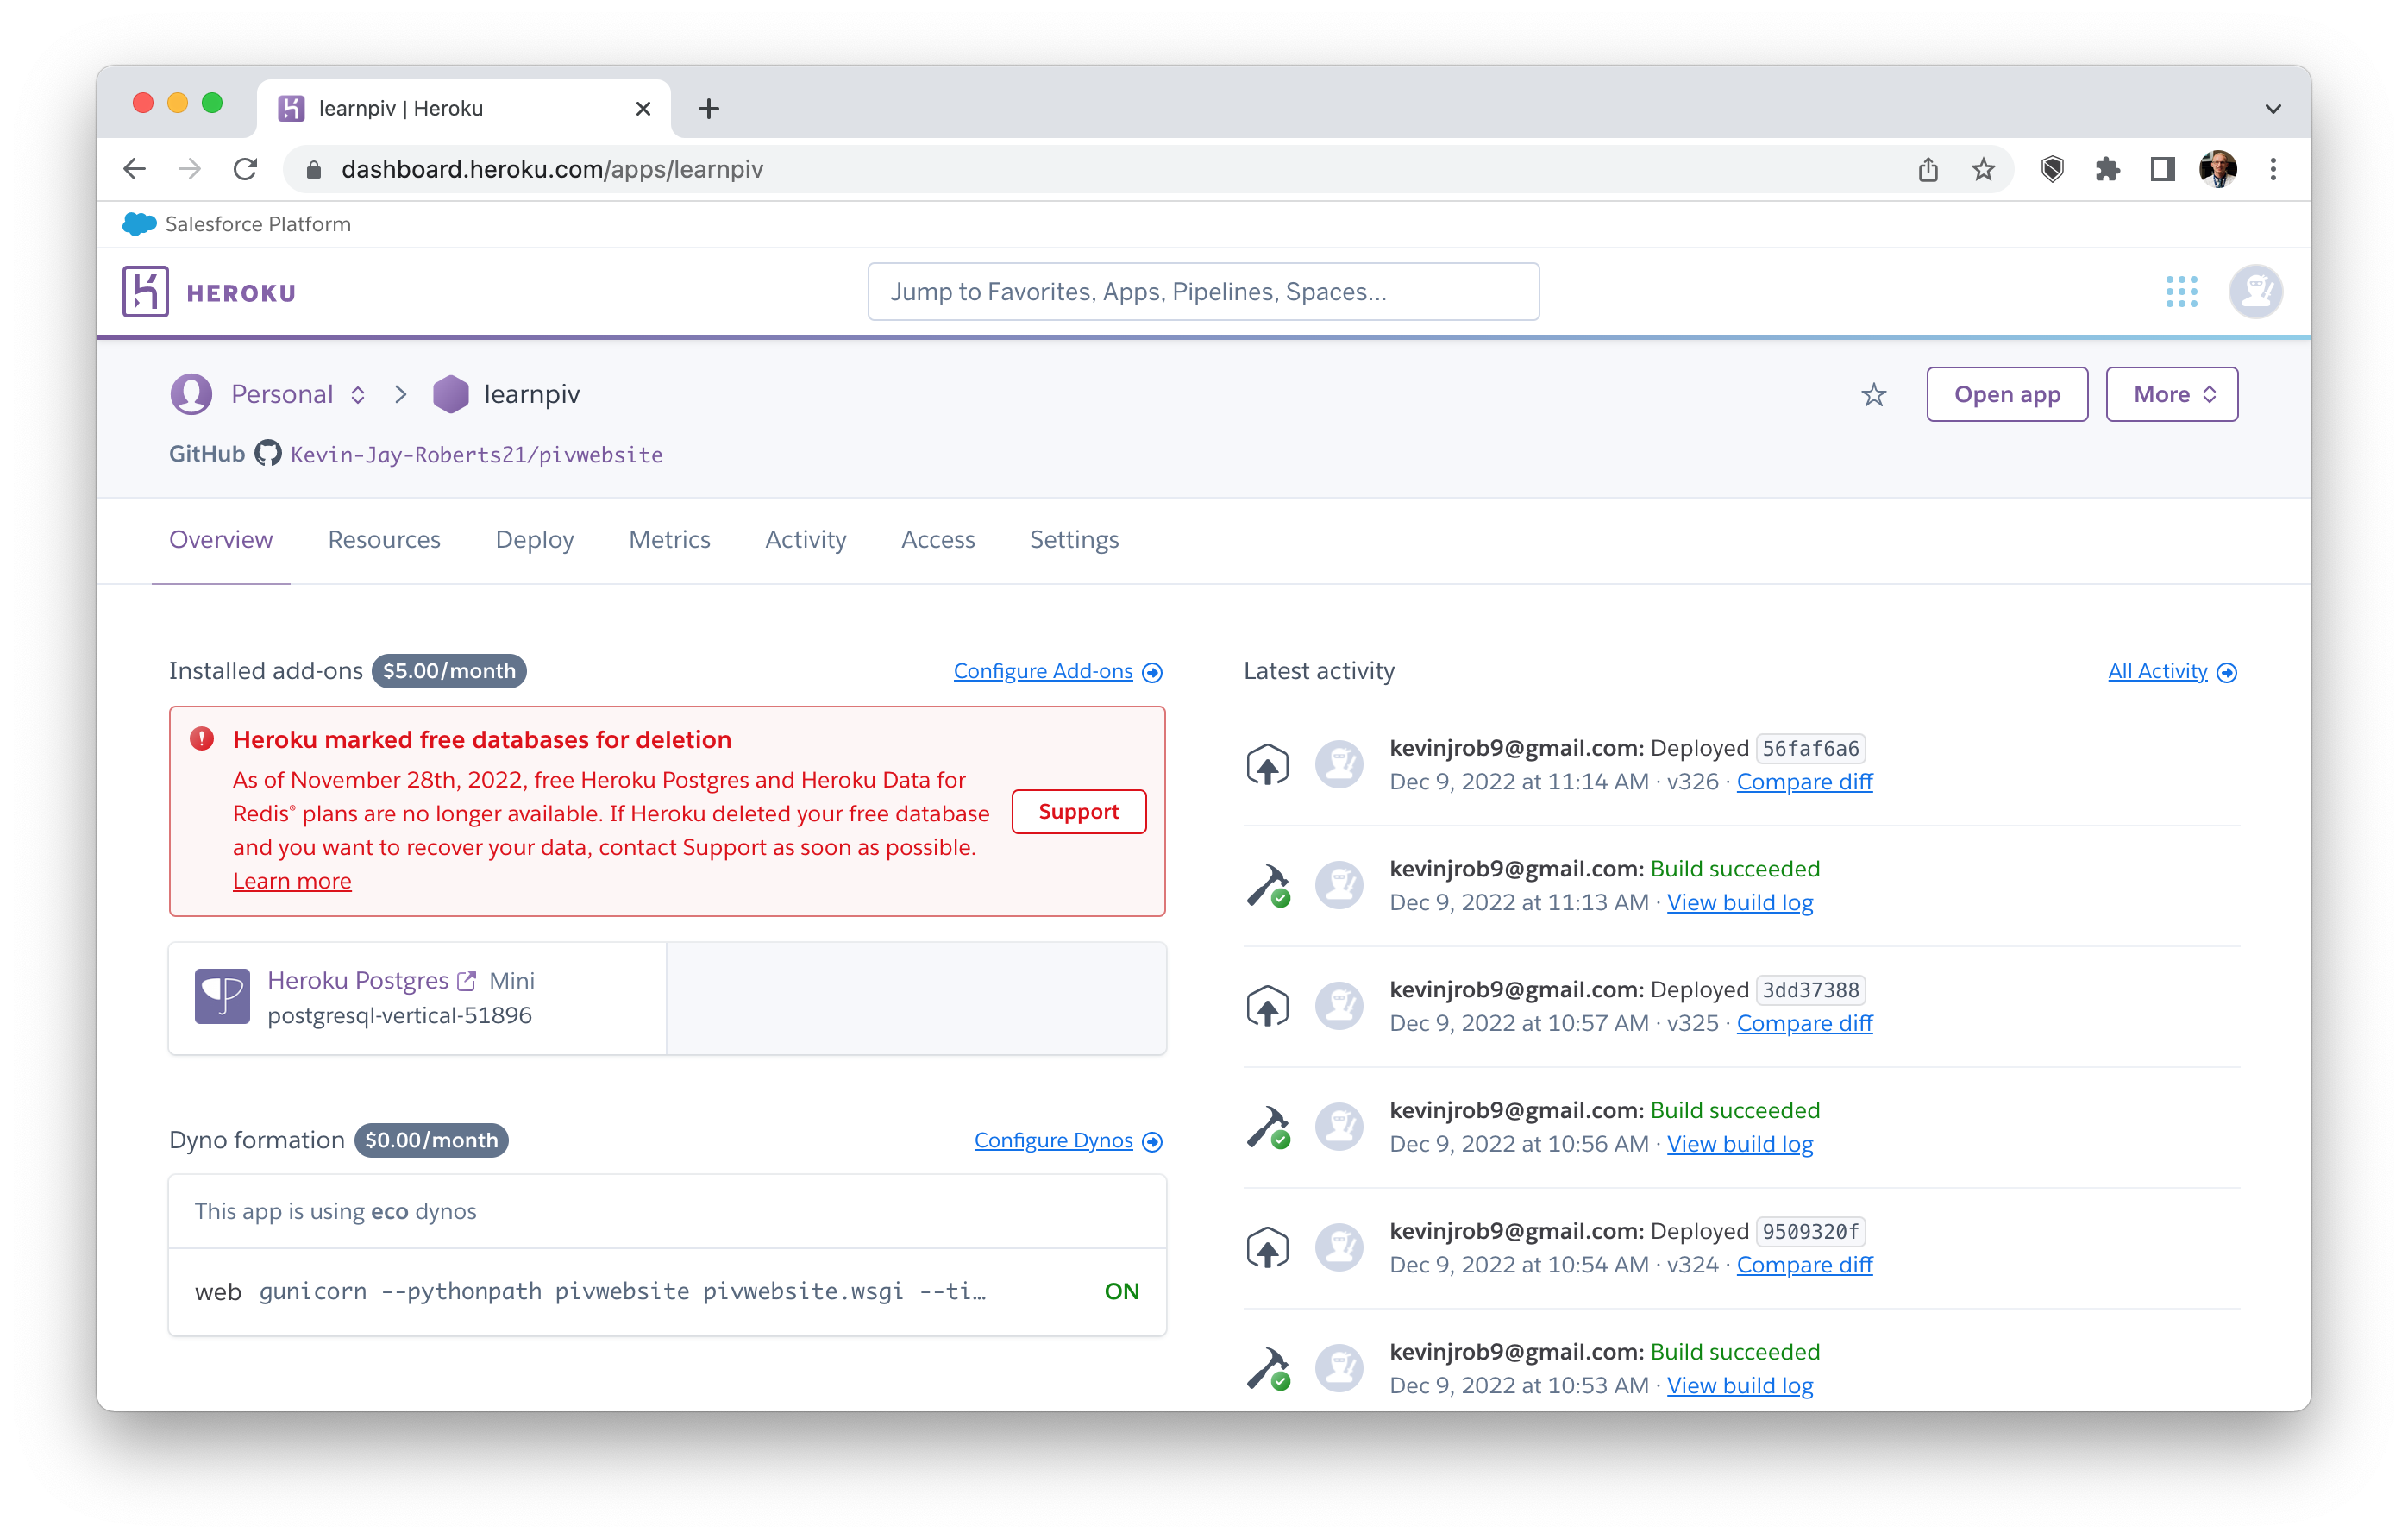 learnpiv | Heroku
dashboard.heroku.com/apps/learnpiv
Salesforce Platform
HEROKU
Jump to Favorites, Apps, Pipelines, Spaces...
Personal
learnpiv
Open app
More
GitHub Kevin-Jay-Roberts21/pivwebsite
Overview Resources Deploy Metrics Activity Access Settings
Installed add-ons $5.00/month
Configure Add-ons
Heroku marked free databases for deletion
As of November 28th, 2022, free Heroku Postgres and Heroku Data for
Redis® plans are no longer available. If Heroku deleted your free database
and you want to recover your data, contact Support as soon as possible.
Learn more
Support
Heroku Postgres Mini
postgresql-vertical-51896
Dyno formation $0.00/month
Configure Dynos
This app is using eco dynos
web gunicorn --pythonpath pivwebsite pivwebsite.wsgi --ti…
ON
Latest activity
All Activity
kevinjrob9@gmail.com: Deployed 56faf6a6
Dec 9, 2022 at 11:14 AM · v326 · Compare diff
kevinjrob9@gmail.com: Build succeeded
Dec 9, 2022 at 11:13 AM · View build log
kevinjrob9@gmail.com: Deployed 3dd37388
Dec 9, 2022 at 10:57 AM · v325 · Compare diff
kevinjrob9@gmail.com: Build succeeded
Dec 9, 2022 at 10:56 AM · View build log
kevinjrob9@gmail.com: Deployed 9509320f
Dec 9, 2022 at 10:54 AM · v324 · Compare diff
kevinjrob9@gmail.com: Build succeeded
Dec 9, 2022 at 10:53 AM · View build log